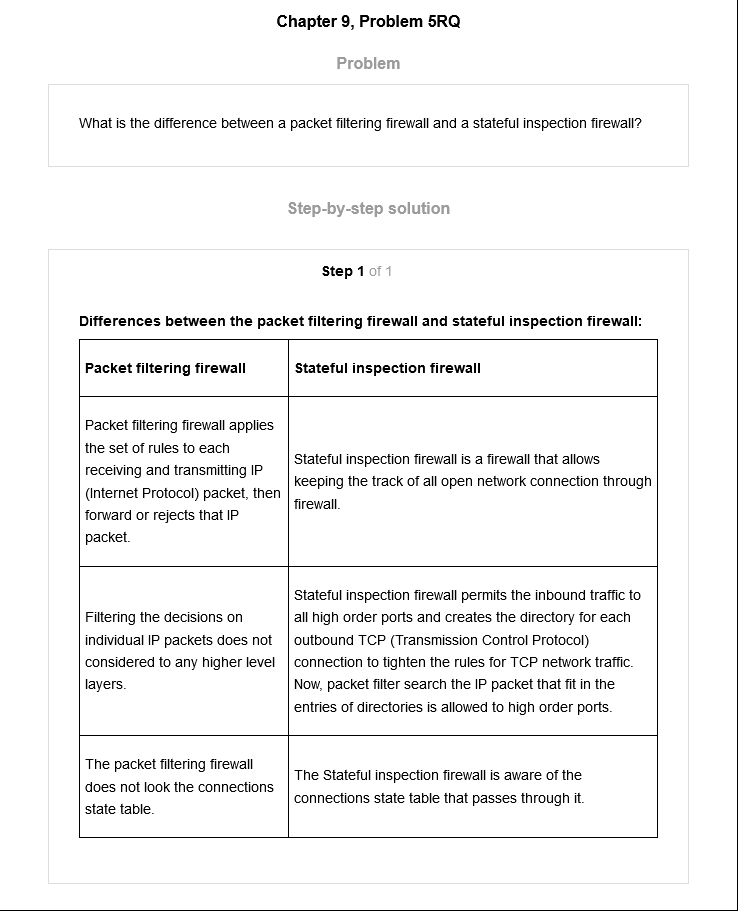 Chapter 9, Problem 5RQ
Problem
What is the difference between a packet filtering firewall and a stateful inspection firewall?
Step-by-step solution
Step 1 of 1
Differences between the packet filtering firewall and stateful inspection firewall:
Packet filtering firewall
Stateful inspection firewall
Packet filtering firewall applies
the set of rules to each
receiving and transmitting IP
(Internet Protocol) packet, then
forward or rejects that IP
packet.
Stateful inspection firewall is a firewall that allows
keeping the track of all open network connection through
firewall.
Filtering the decisions on
individual IP packets does not
considered to any higher level
layers.
Stateful inspection firewall permits the inbound traffic to
all high order ports and creates the directory for each
outbound TCP (Transmission Control Protocol)
connection to tighten the rules for TCP network traffic.
Now, packet filter search the IP packet that fit in the
entries of directories is allowed to high order ports.
The packet filtering firewall
does not look the connections
state table.
The Stateful inspection firewall is aware of the
connections state table that passes through it.